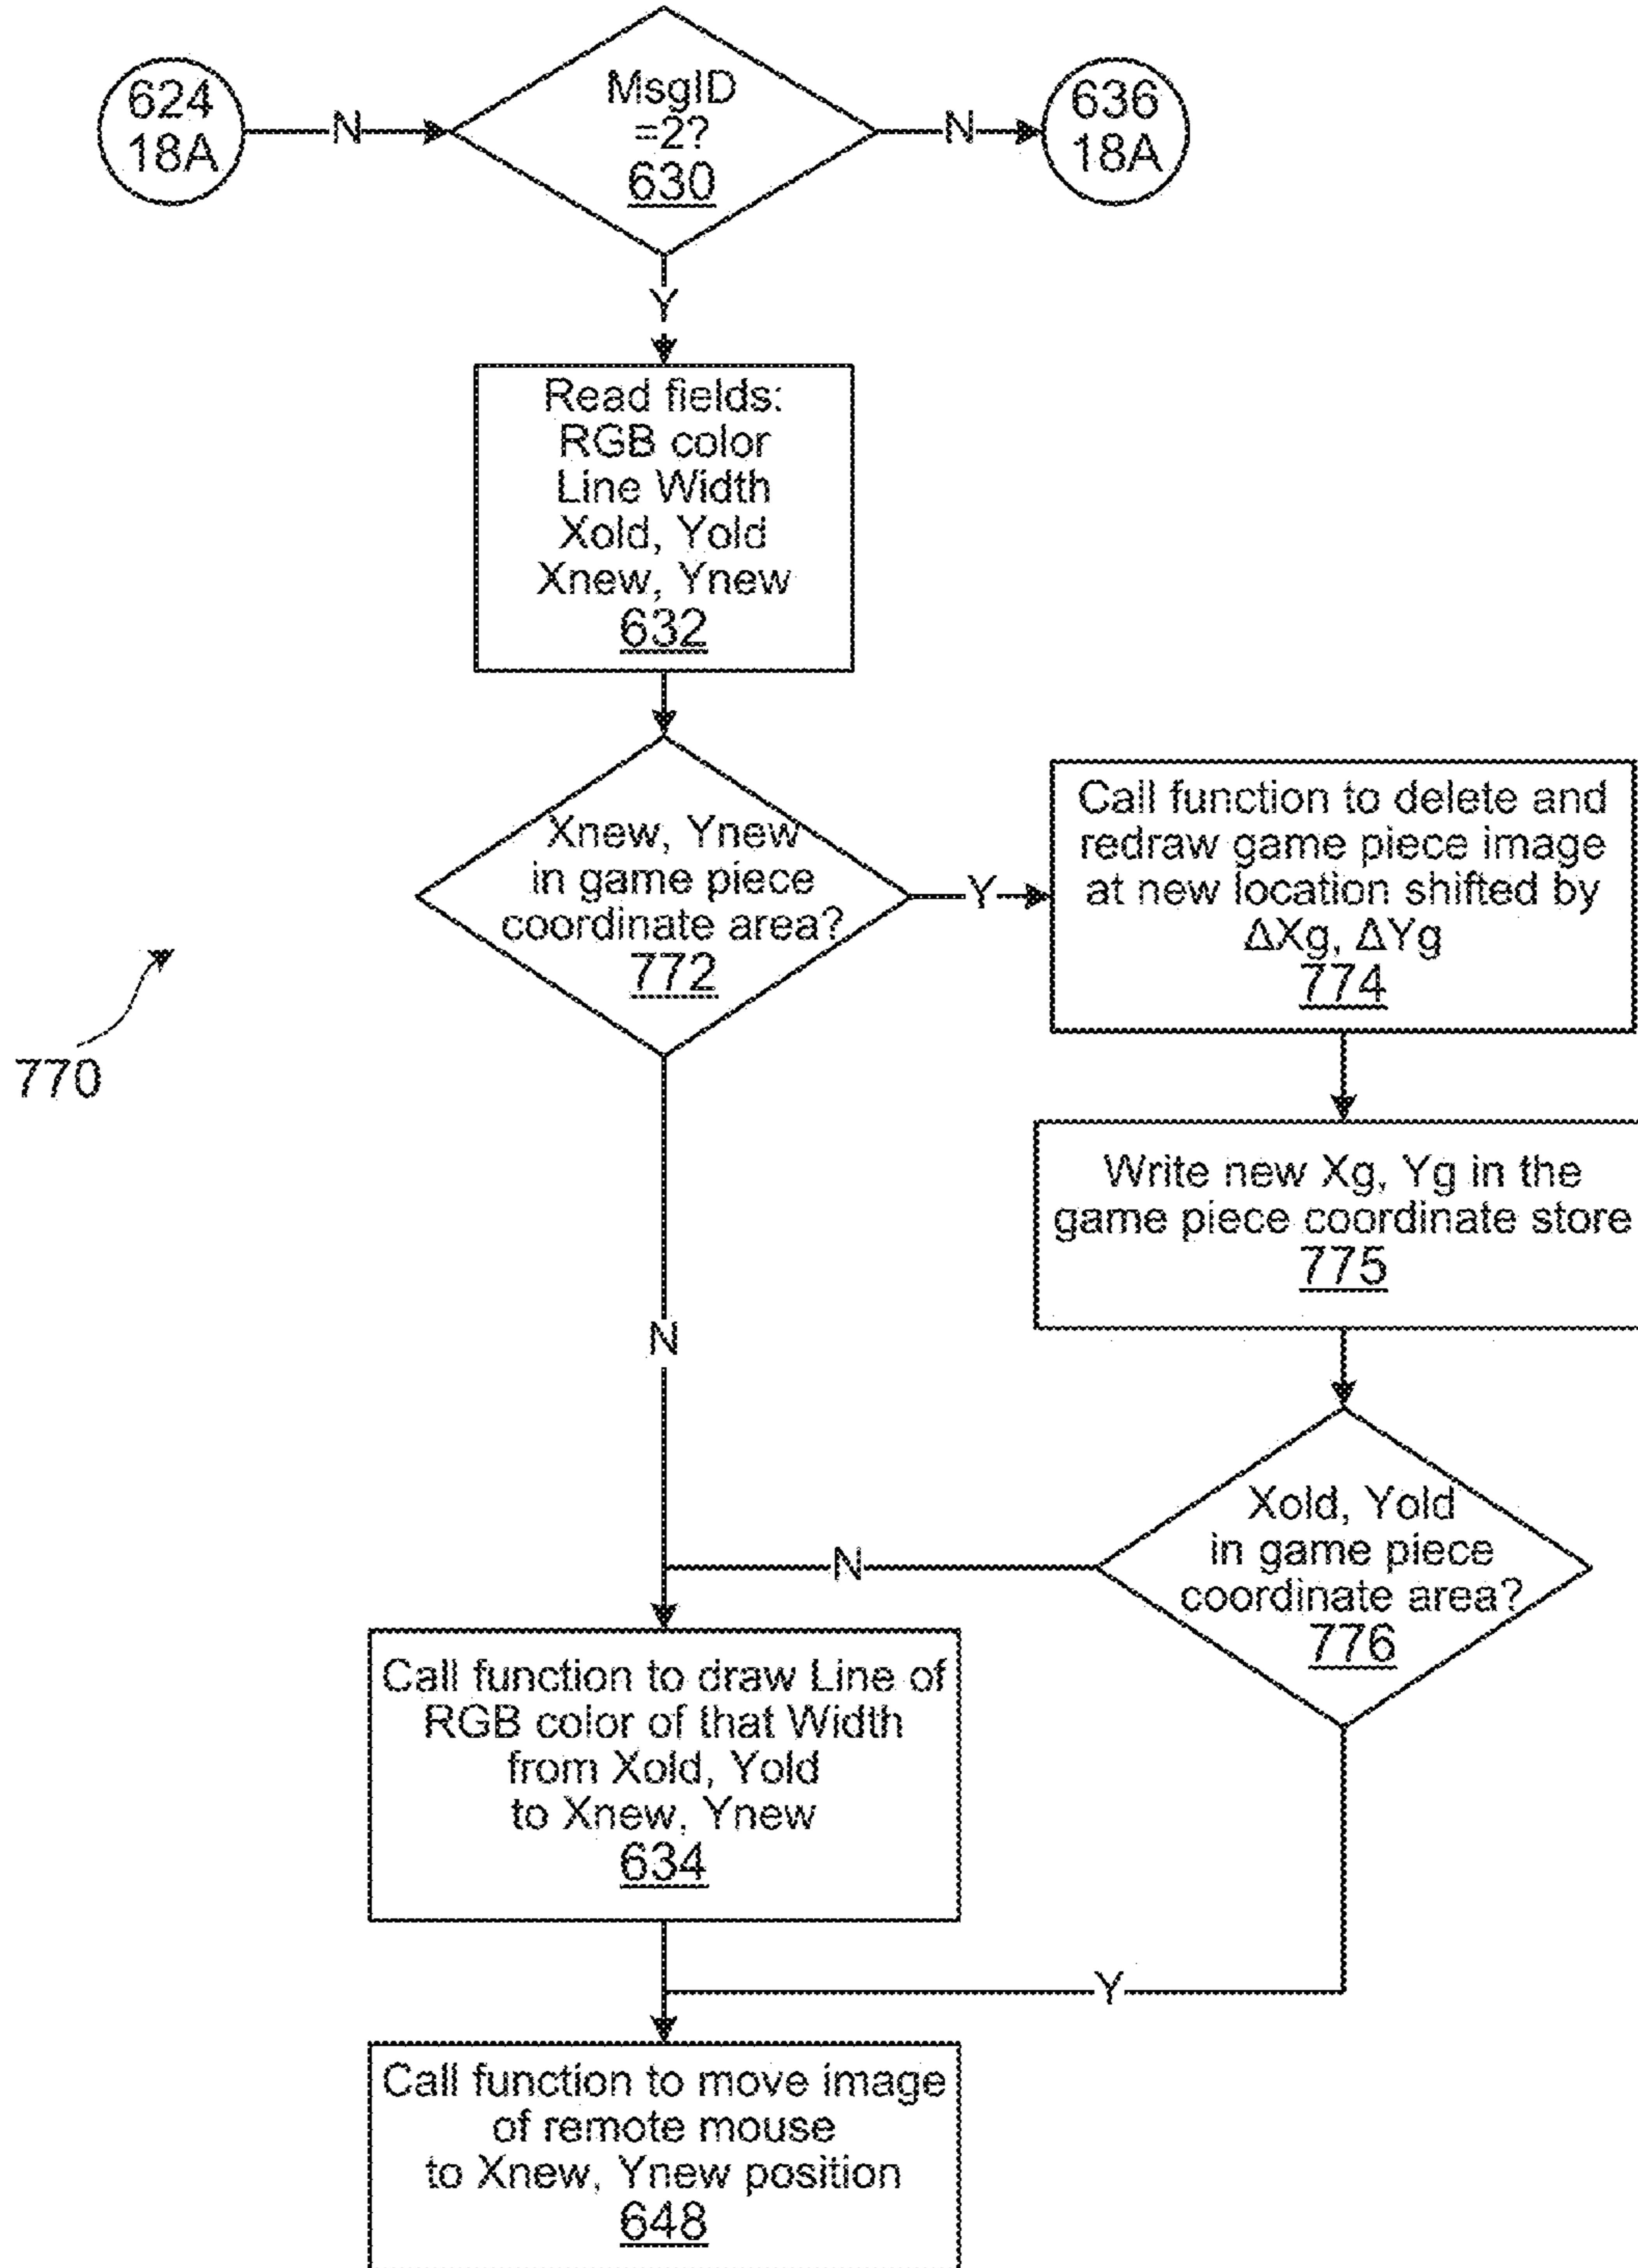 624
18A
N
MsgID
=2?
630
N
636
18A
Y
Read fields:
RGB color
Line Width
Xold, Yold
Xnew, Ynew
632
Xnew, Ynew
in game piece
coordinate area?
772
Y
Call function to delete and
redraw game piece image
at new location shifted by
ΔXg, ΔYg
774
770
Write new Xg, Yg in the
game piece coordinate store
775
N
Xold, Yold
in game piece
coordinate area?
776
N
Call function to draw Line of
RGB color of that Width
from Xold, Yold
to Xnew, Ynew
634
Y
Call function to move image
of remote mouse
to Xnew, Ynew position
648